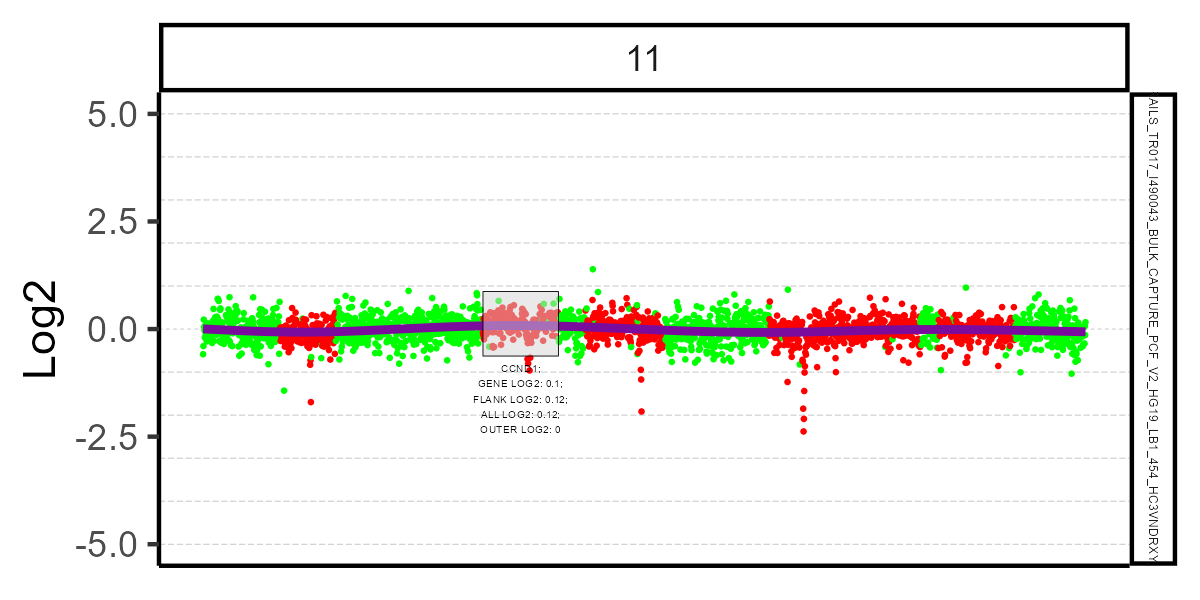 11
5.0
2.5
0.0
-2.5
-5.0
Log2
CCND1;
GENE LOG2: 0.1;
FLANK LOG2: 0.12;
ALL LOG2: 0.12;
OUTER LOG2: 0
AILS_TR017_I490043_BULK_CAPTURE_PCF_V2_HG19_LB1_454_HC3VNDRXY